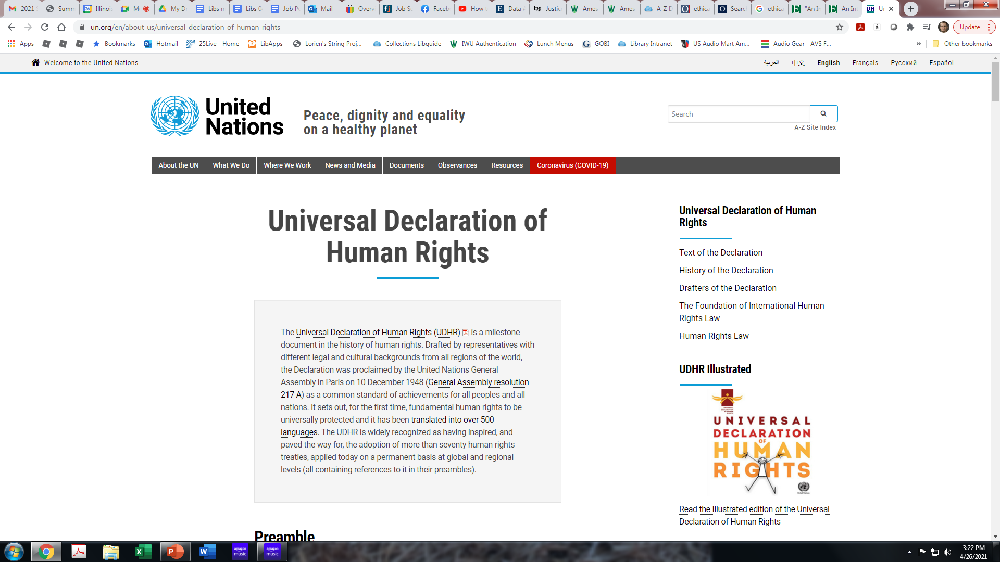 2021
Summ
Illinoi
My Dr
Libs m
Libs 0
Job Po
Mail -
Overv
Job Se
Faceb
How t
Data
Justic
Ames
Ames
A-Z D
ethica
Searc
ethica
"An Ir
An Int
un.org/en/about-us/universal-declaration-of-human-rights
Update
Apps
Bookmarks
Hotmail
25Live - Home
LibApps
Lorien's String Proj...
Collections Libguide
IWU Authentication
Lunch Menus
GOBI
Library Intranet
US Audio Mart Am...
Audio Gear - AVS F...
»
Other bookmarks
Welcome to the United Nations
العربية
中文
English
Français
Русский
Español
United
Nations
Peace, dignity and equality
on a healthy planet
Search
A-Z Site Index
About the UN
What We Do
Where We Work
News and Media
Documents
Observances
Resources
Coronavirus (COVID-19)
Universal Declaration of
Human Rights
The Universal Declaration of Human Rights (UDHR) is a milestone
document in the history of human rights. Drafted by representatives with
different legal and cultural backgrounds from all regions of the world,
the Declaration was proclaimed by the United Nations General
Assembly in Paris on 10 December 1948 (General Assembly resolution
217 A) as a common standard of achievements for all peoples and all
nations. It sets out, for the first time, fundamental human rights to be
universally protected and it has been translated into over 500
languages. The UDHR is widely recognized as having inspired, and
paved the way for, the adoption of more than seventy human rights
treaties, applied today on a permanent basis at global and regional
levels (all containing references to it in their preambles).
Preamble
Universal Declaration of Human
Rights
Text of the Declaration
History of the Declaration
Drafters of the Declaration
The Foundation of International Human
Rights Law
Human Rights Law
UDHR Illustrated
UNIVERSAL
DECLARATION
OF
HUMAN
RIGHTS
Read the Illustrated edition of the Universal
Declaration of Human Rights
amazon
music
amazon
music
3:22 PM
4/26/2021